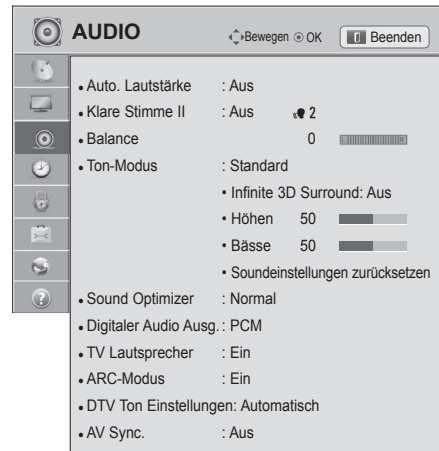 AUDIO Bewegen OK Beenden
• Auto. Lautstärke : Aus
• Klare Stimme II : Aus 2
• Balance 0 L R
• Ton-Modus : Standard
• Infinite 3D Surround: Aus
• Höhen 50
• Bässe 50
• Soundeinstellungen zurücksetzen
• Sound Optimizer : Normal
• Digitaler Audio Ausg. : PCM
• TV Lautsprecher : Ein
• ARC-Modus : Ein
• DTV Ton Einstellungen: Automatisch
• AV Sync. : Aus